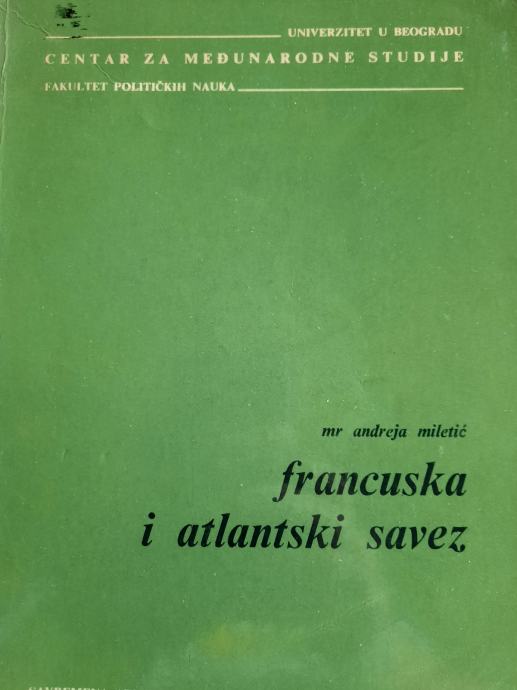 UNIVERZITET U BEOGRADU
CENTAR ZA MEĐUNARODNE STUDIJE
FAKULTET POLITIČKIH NAUKA
mr andreja miletić
francuska
i atlantski savez